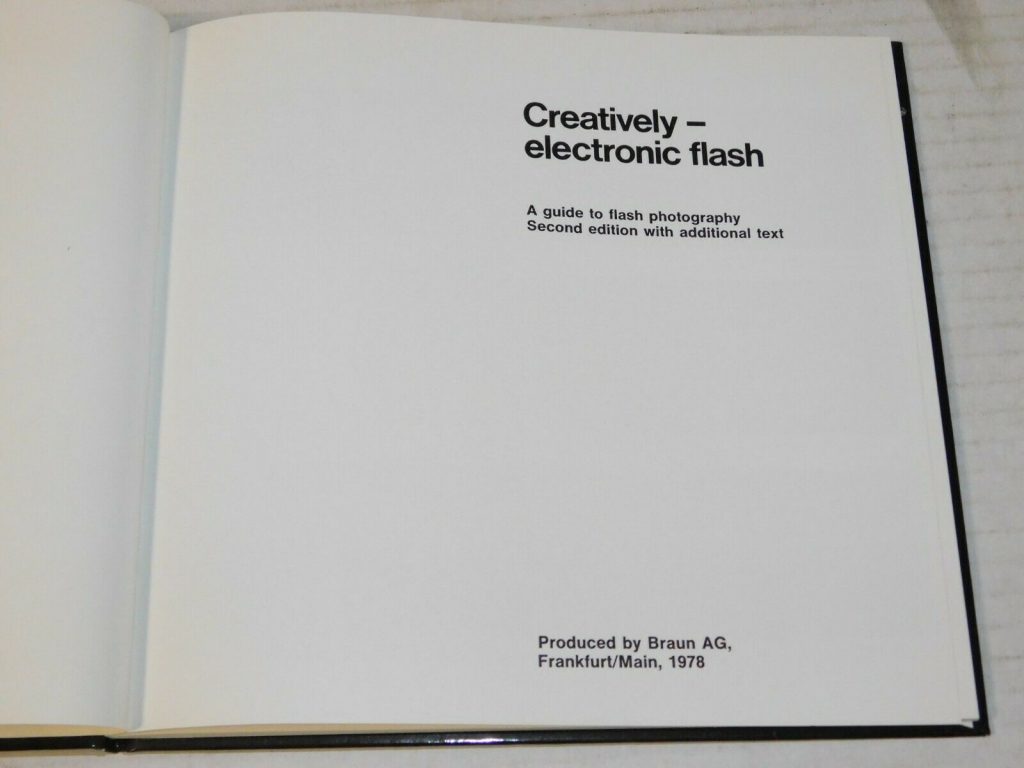 Creatively –
electronic flash
A guide to flash photography
Second edition with additional text
Produced by Braun AG,
Frankfurt/Main, 1978